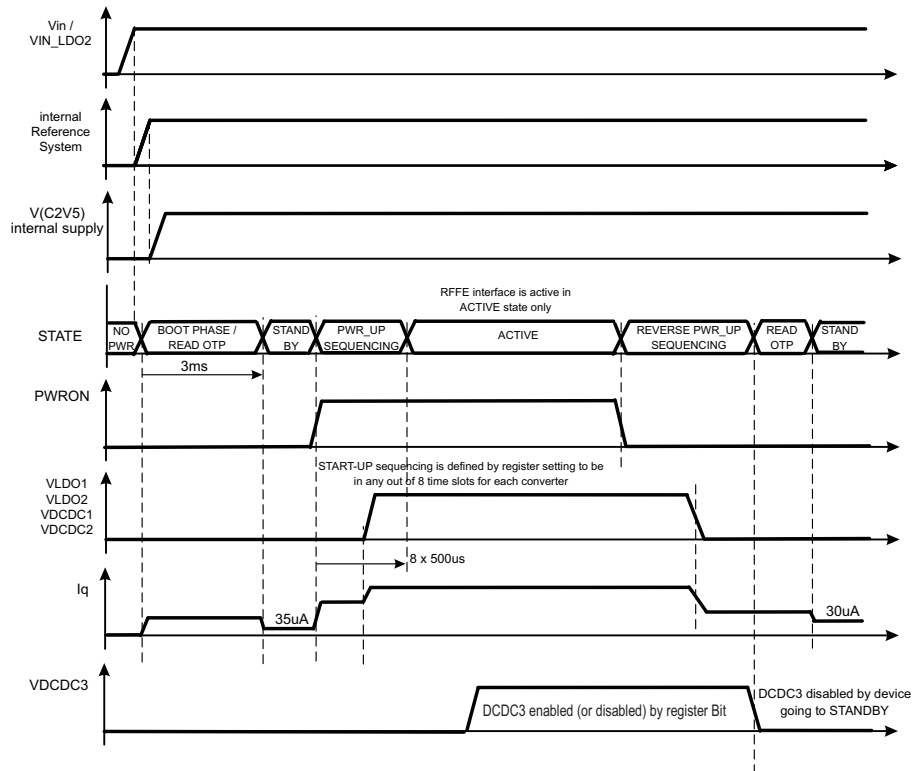 Vin /
VIN_LDO2
internal
Reference
System
V(C2V5)
internal supply
RFFE interface is active in
ACTIVE state only
STATE
NO
PWR
BOOT PHASE /
READ OTP
STAND
BY
PWR_UP
SEQUENCING
ACTIVE
REVERSE PWR_UP
SEQUENCING
READ
OTP
STAND
BY
3ms
PWRON
START-UP sequencing is defined by register setting to be
in any out of 8 time slots for each converter
VLDO1
VLDO2
VDCDC1
VDCDC2
8 x 500us
Iq
35uA
30uA
VDCDC3
DCDC3 enabled (or disabled) by register Bit
DCDC3 disabled by device
going to STANDBY